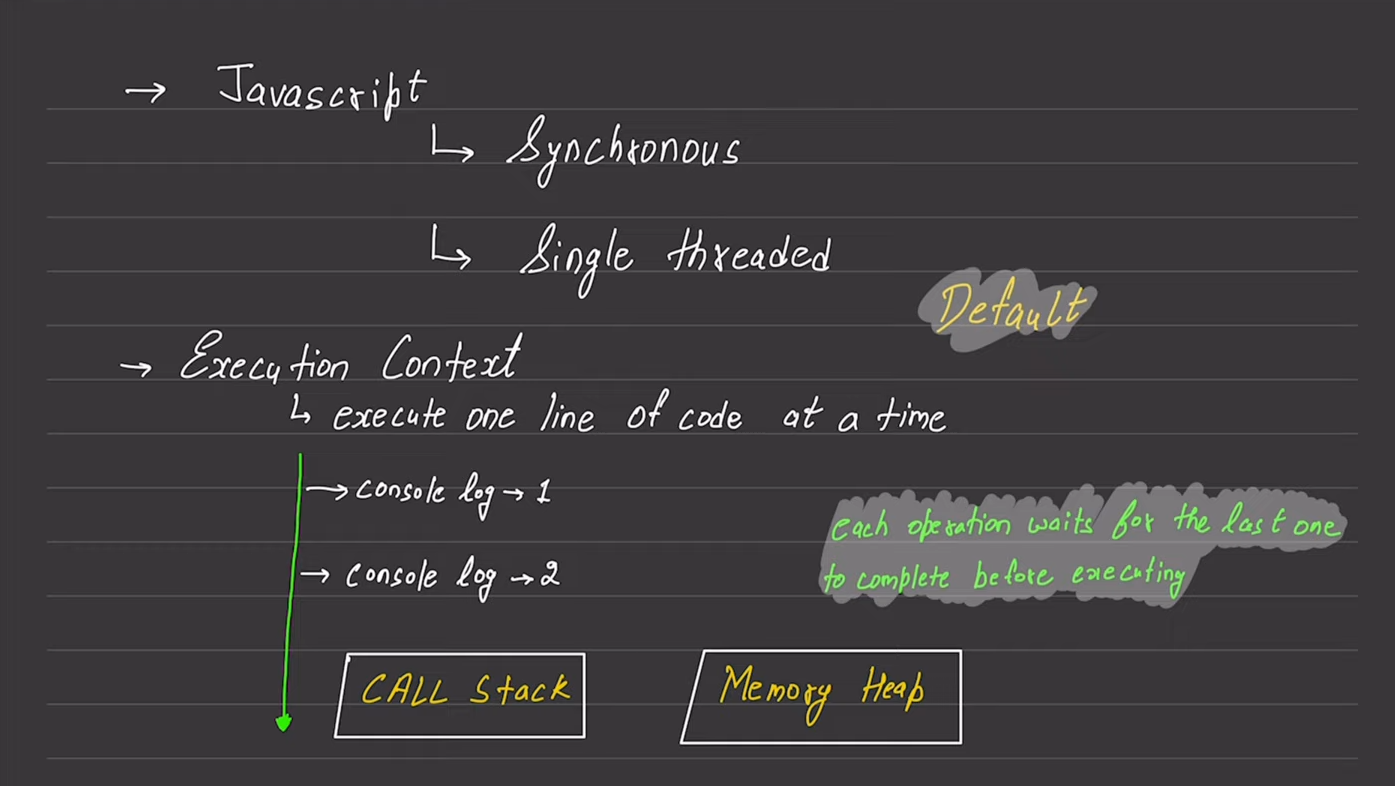 → Javascript
↳ Synchronous
↳ Single threaded
Default
→ Execution Context
↳ execute one line of code at a time
→ console log → 1
→ console log → 2
each operation waits for the last one
to complete before executing
CALL Stack
Memory Heap